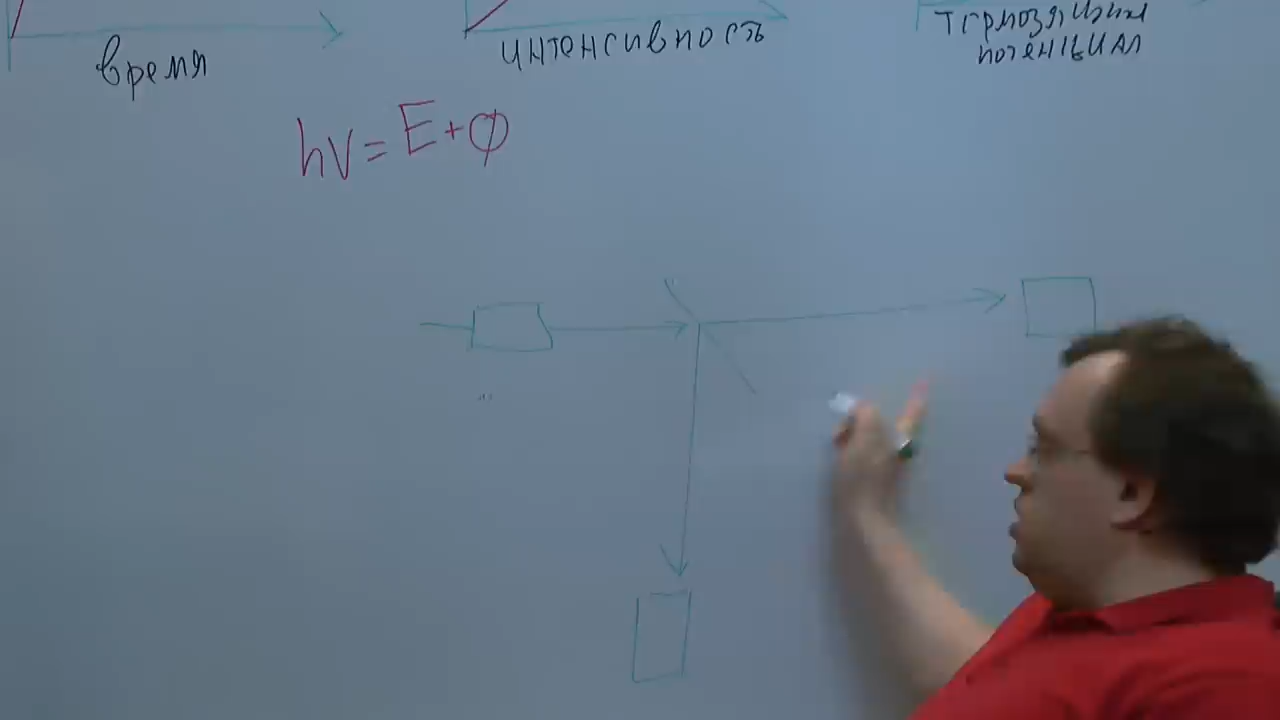 время
интенсивность
тормозящий
потенциал
hν = E + φ